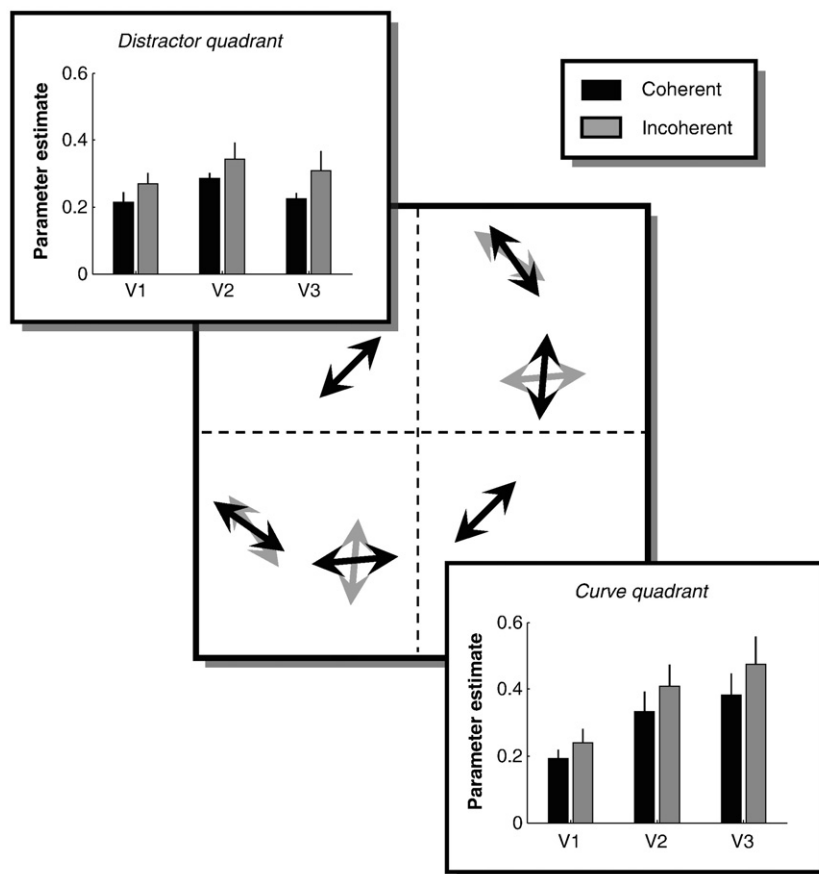 Distractor quadrant
Parameter estimate
0.6
0.4
0.2
0
V1 V2 V3
Coherent
Incoherent
Curve quadrant
Parameter estimate
0.6
0.4
0.2
0
V1 V2 V3